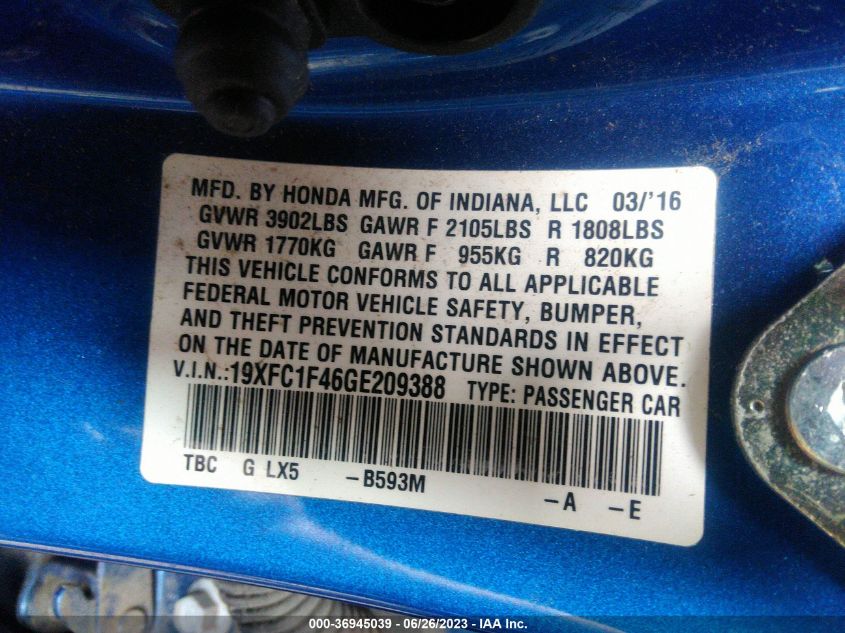 MFD. BY HONDA MFG. OF INDIANA, LLC 03/'16
GVWR 3902LBS GAWR F 2105LBS R 1808LBS
GVWR 1770KG GAWR F 955KG R 820KG
THIS VEHICLE CONFORMS TO ALL APPLICABLE
FEDERAL MOTOR VEHICLE SAFETY, BUMPER,
AND THEFT PREVENTION STANDARDS IN EFFECT
ON THE DATE OF MANUFACTURE SHOWN ABOVE.
V.I.N.:19XFC1F46GE209388 TYPE: PASSENGER CAR
TBC G LX5 -B593M -A -E
000-36945039 - 06/26/2023 - IAA Inc.